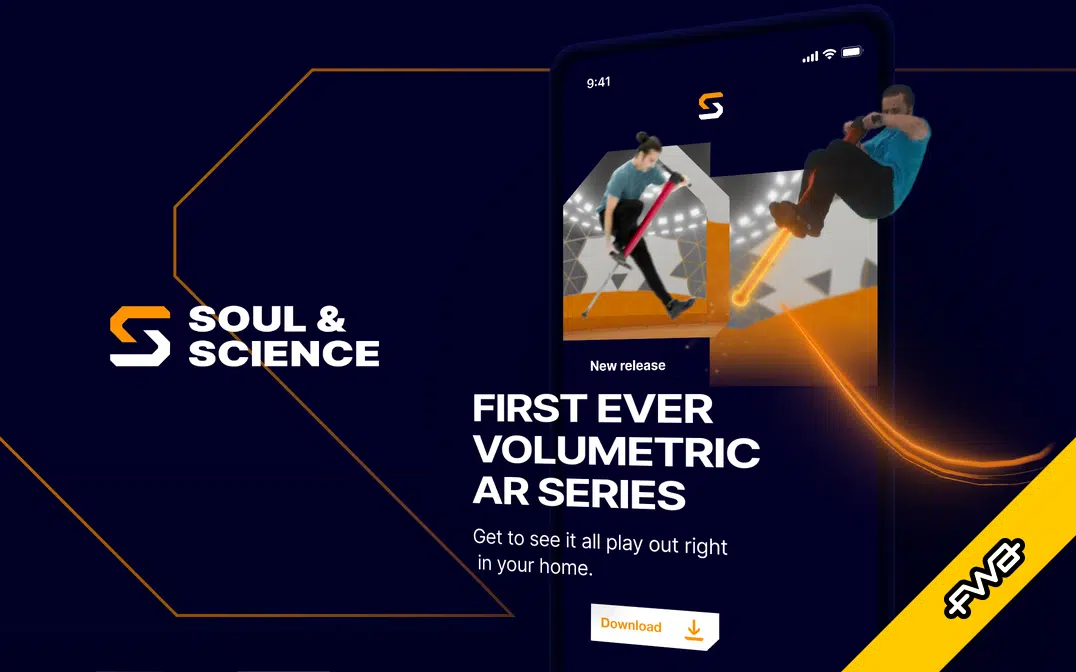 9:41
SOUL &
SCIENCE
New release
FIRST EVER
VOLUMETRIC
AR SERIES
Get to see it all play out right
in your home.
Download
fwa